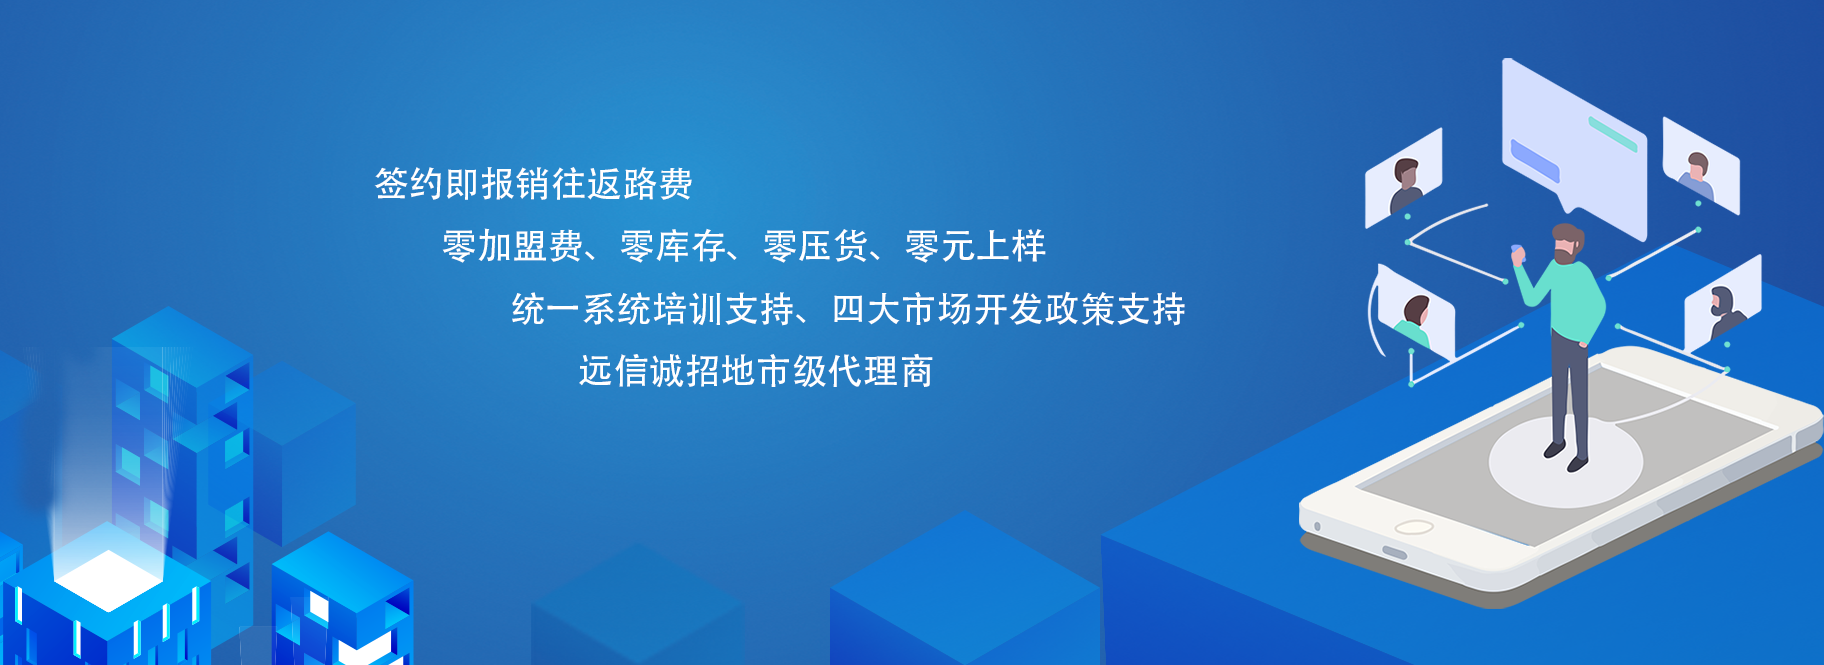 签约即报销往返路费
零加盟费、零库存、零压货、零元上样
统一系统培训支持、四大市场开发政策支持
远信诚招地市级代理商